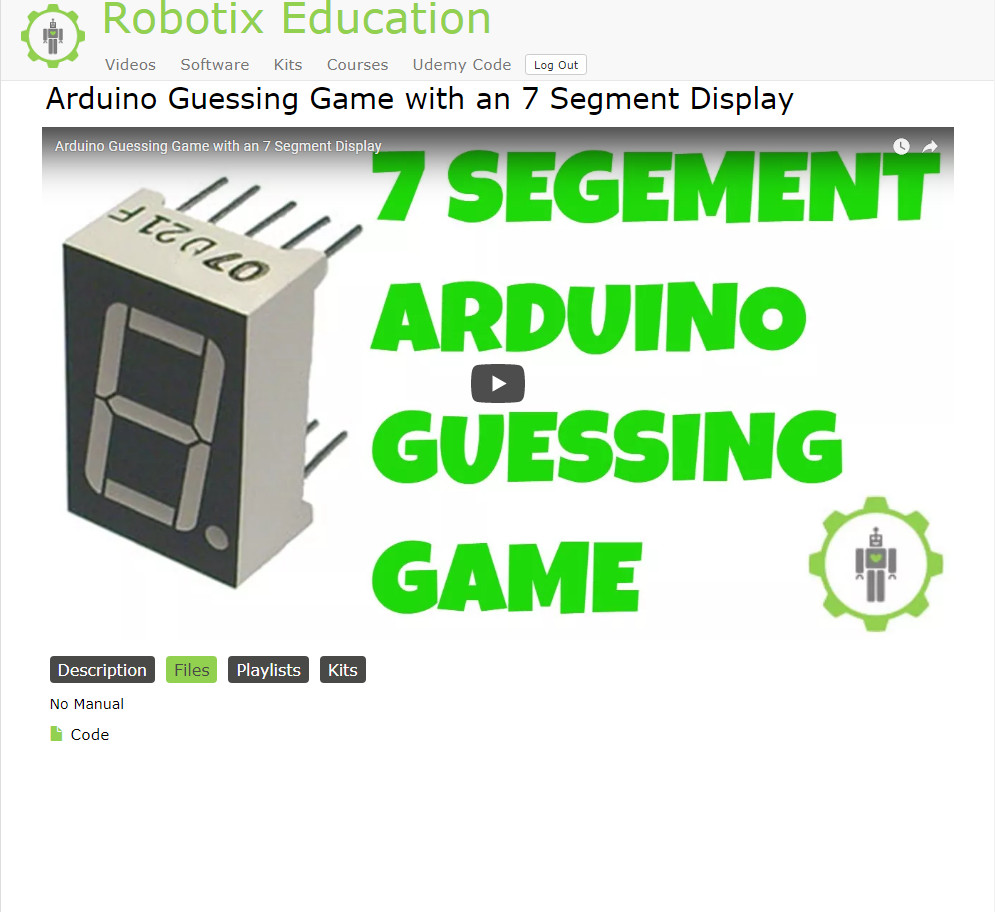 Robotix Education
Videos Software Kits Courses Udemy Code Log Out
Arduino Guessing Game with an 7 Segment Display
Arduino Guessing Game with an 7 Segment Display
7 SEGEMENT
ARDUINO
GUESSING
GAME
07D21F
Description Files Playlists Kits
No Manual
Code